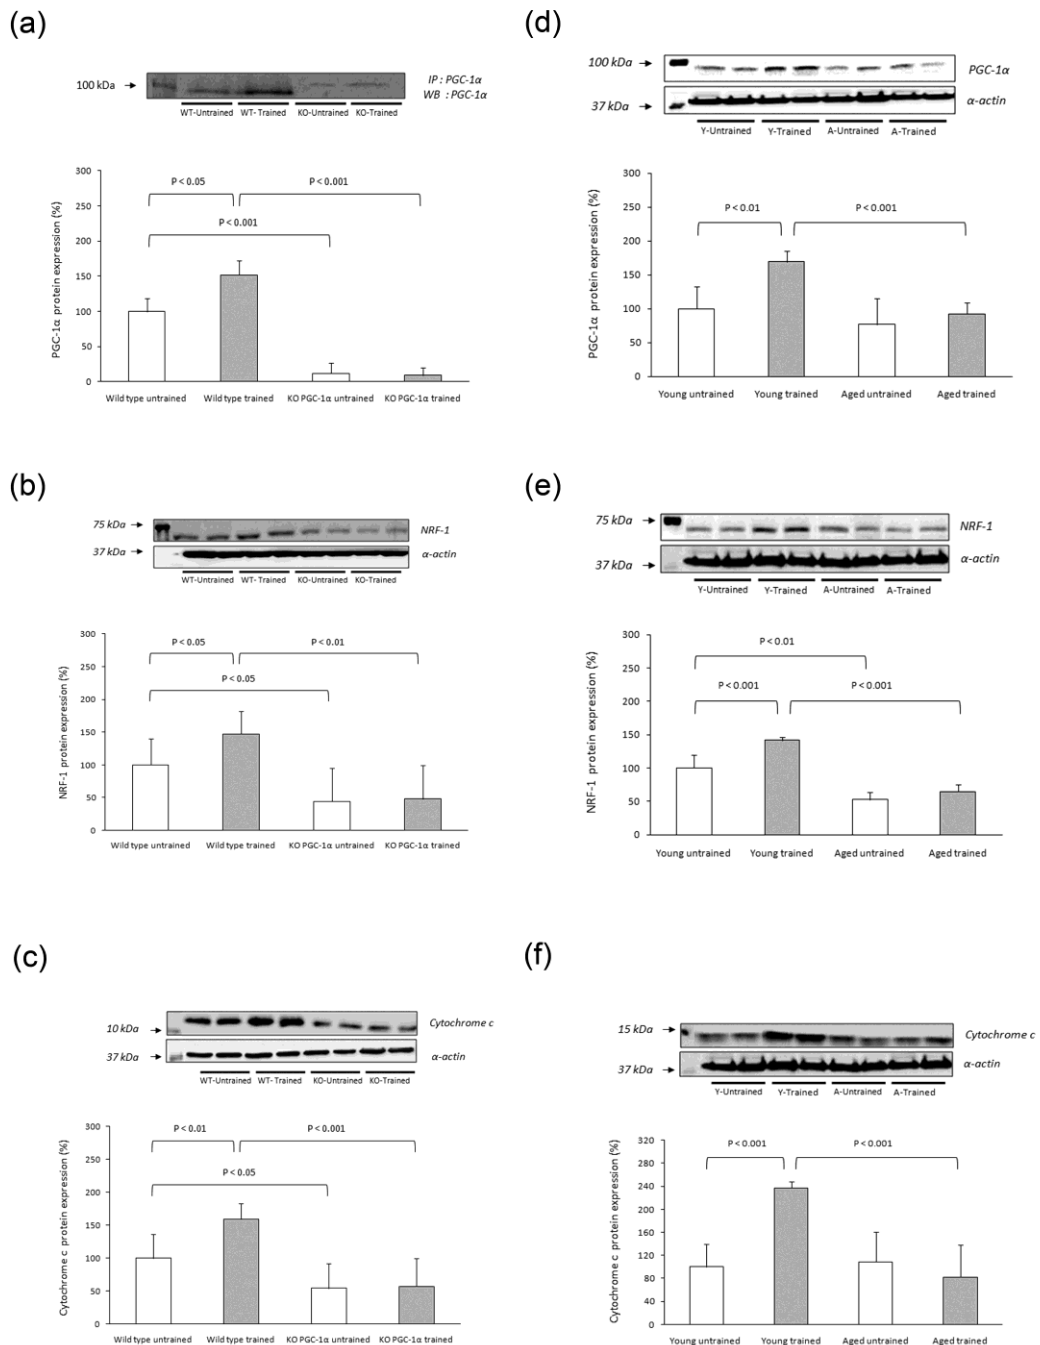 (a)
100 kDa
IP : PGC-1α
WB : PGC-1α
WT-Untrained WT- Trained KO-Untrained KO-Trained
PGC-1α protein expression (%)
300
250
200
150
100
50
0
P < 0.05
P < 0.001
P < 0.001
Wild type untrained Wild type trained KO PGC-1α untrained KO PGC-1α trained
(d)
100 kDa
PGC-1α
37 kDa
α-actin
Y-Untrained Y-Trained A-Untrained A-Trained
PGC-1α protein expression (%)
300
250
200
150
100
50
0
P < 0.01
P < 0.001
Young untrained Young trained Aged untrained Aged trained
(b)
75 kDa
NRF-1
37 kDa
α-actin
WT-Untrained WT- Trained KO-Untrained KO-Trained
NRF-1 protein expression (%)
300
250
200
150
100
50
0
P < 0.05
P < 0.01
P < 0.05
Wild type untrained Wild type trained KO PGC-1α untrained KO PGC-1α trained
(e)
75 kDa
NRF-1
37 kDa
α-actin
Y-Untrained Y-Trained A-Untrained A-Trained
NRF-1 protein expression (%)
300
250
200
150
100
50
0
P < 0.01
P < 0.001
P < 0.001
Young untrained Young trained Aged untrained Aged trained
(c)
10 kDa
Cytochrome c
37 kDa
α-actin
WT-Untrained WT- Trained KO-Untrained KO-Trained
Cytochrome c protein expression (%)
300
250
200
150
100
50
0
P < 0.01
P < 0.001
P < 0.05
Wild type untrained Wild type trained KO PGC-1α untrained KO PGC-1α trained
(f)
15 kDa
Cytochrome c
37 kDa
α-actin
Y-Untrained Y-Trained A-Untrained A-Trained
Cytochrome c protein expression (%)
320
280
240
200
160
120
80
40
0
P < 0.001
P < 0.001
Young untrained Young trained Aged untrained Aged trained